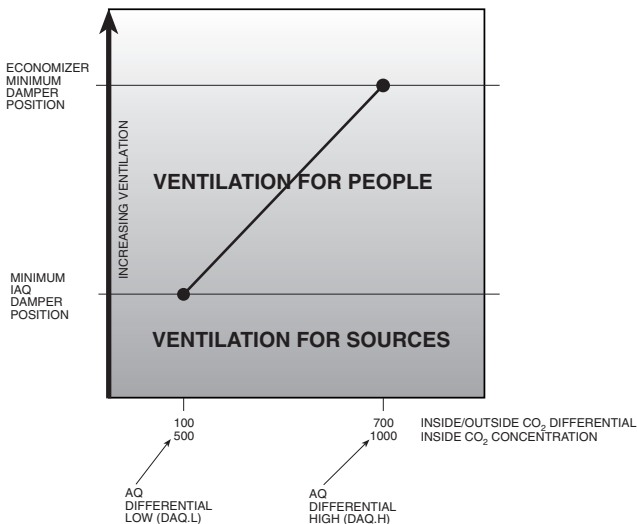 ECONOMIZER
MINIMUM
DAMPER
POSITION
INCREASING VENTILATION
VENTILATION FOR PEOPLE
MINIMUM
IAQ
DAMPER
POSITION
VENTILATION FOR SOURCES
100 700 INSIDE/OUTSIDE CO2 DIFFERENTIAL
500 1000 INSIDE CO2 CONCENTRATION
AQ
DIFFERENTIAL
LOW (DAQ.L)
AQ
DIFFERENTIAL
HIGH (DAQ.H)